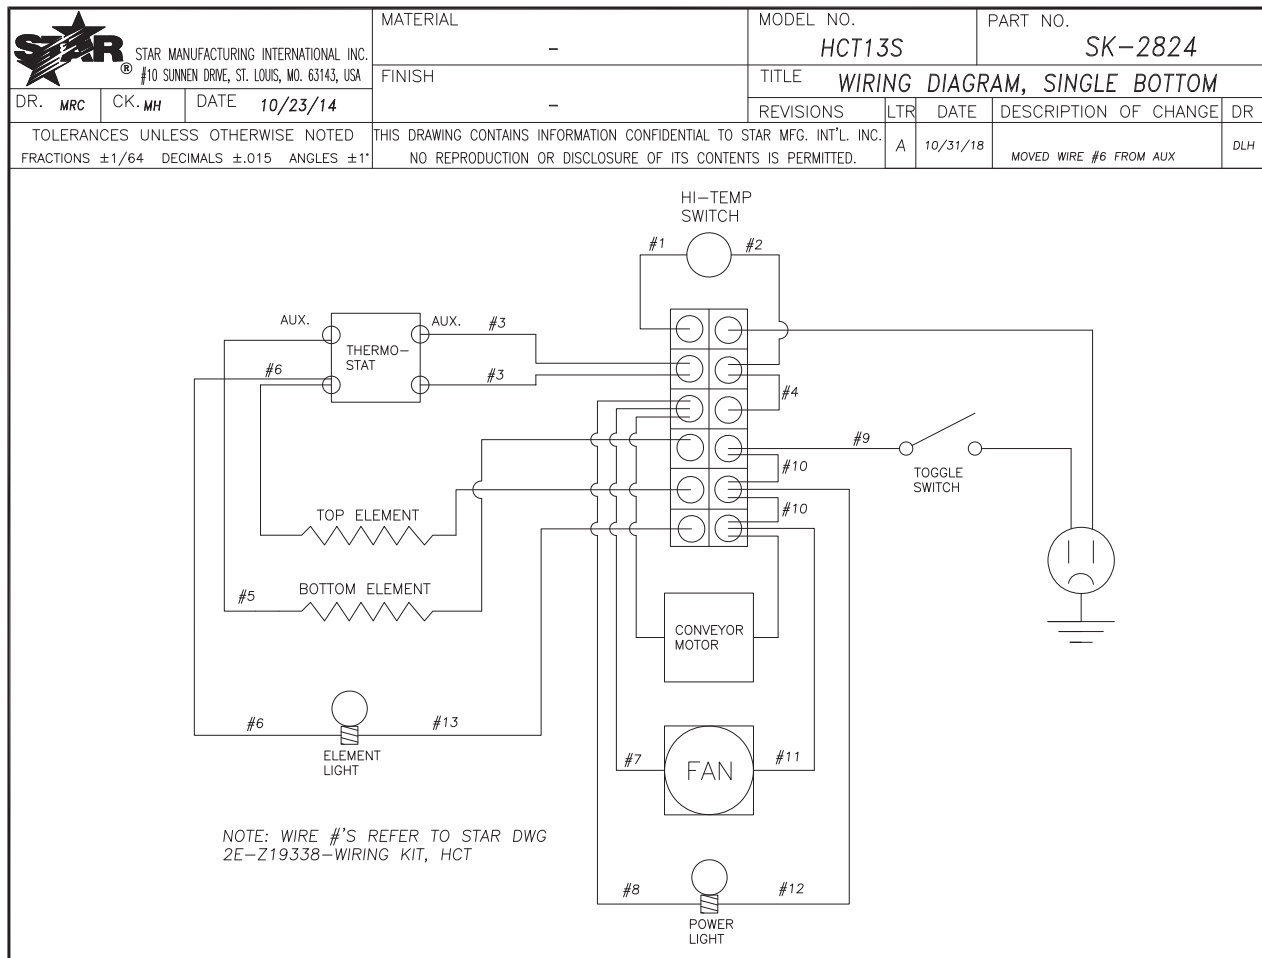 STAR
®
STAR MANUFACTURING INTERNATIONAL INC.
#10 SUNNEN DRIVE, ST. LOUIS, MO. 63143, USA
DR. MRC
CK. MH
DATE 10/23/14
MATERIAL
–
FINISH
–
MODEL NO.
HCT13S
PART NO.
SK–2824
TITLE WIRING DIAGRAM, SINGLE BOTTOM
REVISIONS
LTR
DATE
DESCRIPTION OF CHANGE
DR
TOLERANCES UNLESS OTHERWISE NOTED
FRACTIONS ±1/64 DECIMALS ±.015 ANGLES ±1°
THIS DRAWING CONTAINS INFORMATION CONFIDENTIAL TO STAR MFG. INT'L. INC.
NO REPRODUCTION OR DISCLOSURE OF ITS CONTENTS IS PERMITTED.
A
10/31/18
MOVED WIRE #6 FROM AUX
DLH
HI–TEMP
SWITCH
#1
#2
AUX.
AUX.
#3
THERMO–
STAT
#6
#3
#4
#9
TOGGLE
SWITCH
#10
#10
TOP ELEMENT
BOTTOM ELEMENT
#5
CONVEYOR
MOTOR
#6
#13
ELEMENT
LIGHT
#7
FAN
#11
NOTE: WIRE #'S REFER TO STAR DWG
2E–Z19338–WIRING KIT, HCT
#8
#12
POWER
LIGHT